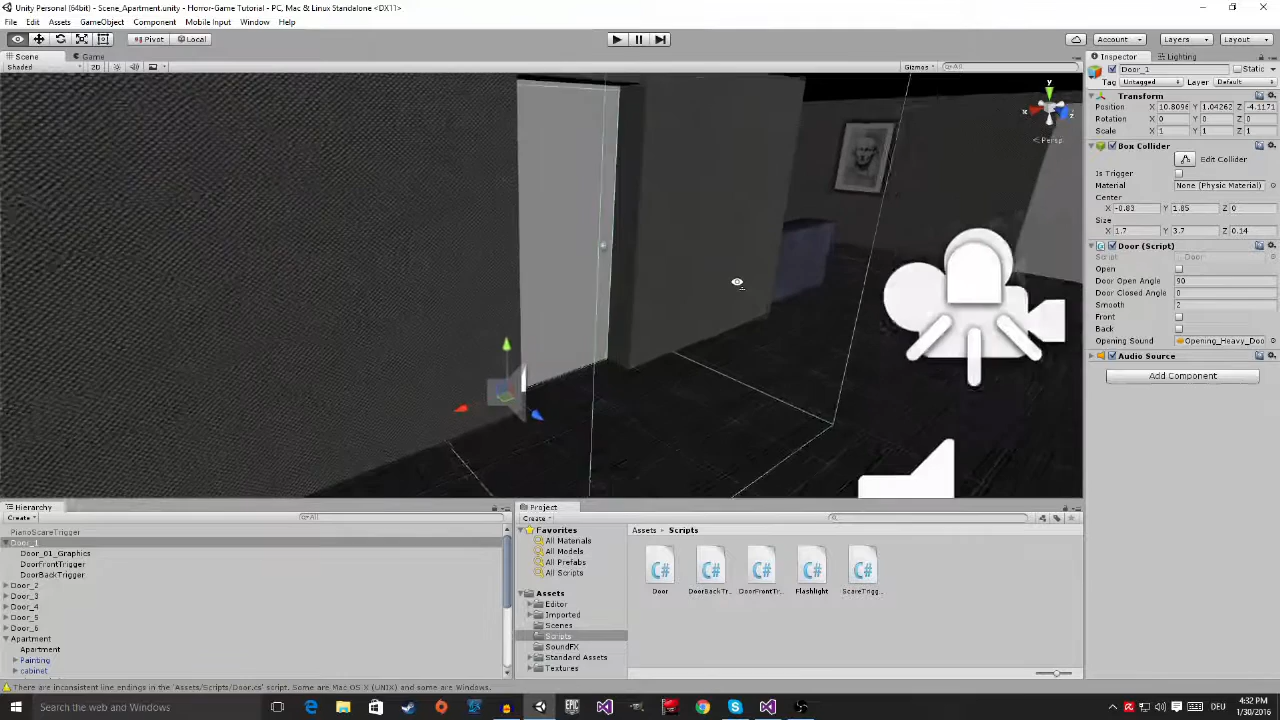 Unity Personal (64bit) - Scene_Apartment.unity - Horror-Game Tutorial - PC, Mac & Linux Standalone <DX11>
File Edit Assets GameObject Component Mobile Input Window Help
Pivot Local Account Layers Layout
Scene Game
Shaded 2D Gizmos All
y
x
z
Persp
Inspector Lighting
Door_1 Static
Tag Untagged Layer Default
Transform
Position X 10.8096 Y 1.04262 Z -4.1171
Rotation X 0 Y 0 Z 0
Scale X 1 Y 1 Z 1
Box Collider
Edit Collider
Is Trigger
Material None (Physic Material)
Center
X -0.83 Y 1.85 Z 0
Size
X 1.7 Y 3.7 Z 0.14
Door (Script)
Script Door
Open
Door Open Angle 90
Door Closed Angle 0
Smooth 2
Front
Back
Opening Sound Opening_Heavy_Doo
Audio Source
Add Component
Hierarchy
Create All
PianoScareTrigger
Door_1
Door_01_Graphics
DoorFrontTrigger
DoorBackTrigger
Door_2
Door_3
Door_4
Door_5
Door_6
Apartment
Apartment
Painting
cabinet
Project
Create
Favorites
All Materials
All Models
All Prefabs
All Scripts
Assets
Editor
Imported
Scenes
Scripts
SoundFX
Standard Assets
Textures
Assets Scripts
C# C# C# C# C#
Door DoorBackTr... DoorFrontTr... Flashlight ScareTrigg...
There are inconsistent line endings in the 'Assets/Scripts/Door.cs' script. Some are Mac OS X (UNIX) and some are Windows.
Search the web and Windows
EPIC
DEU
4:32 PM
1/30/2016